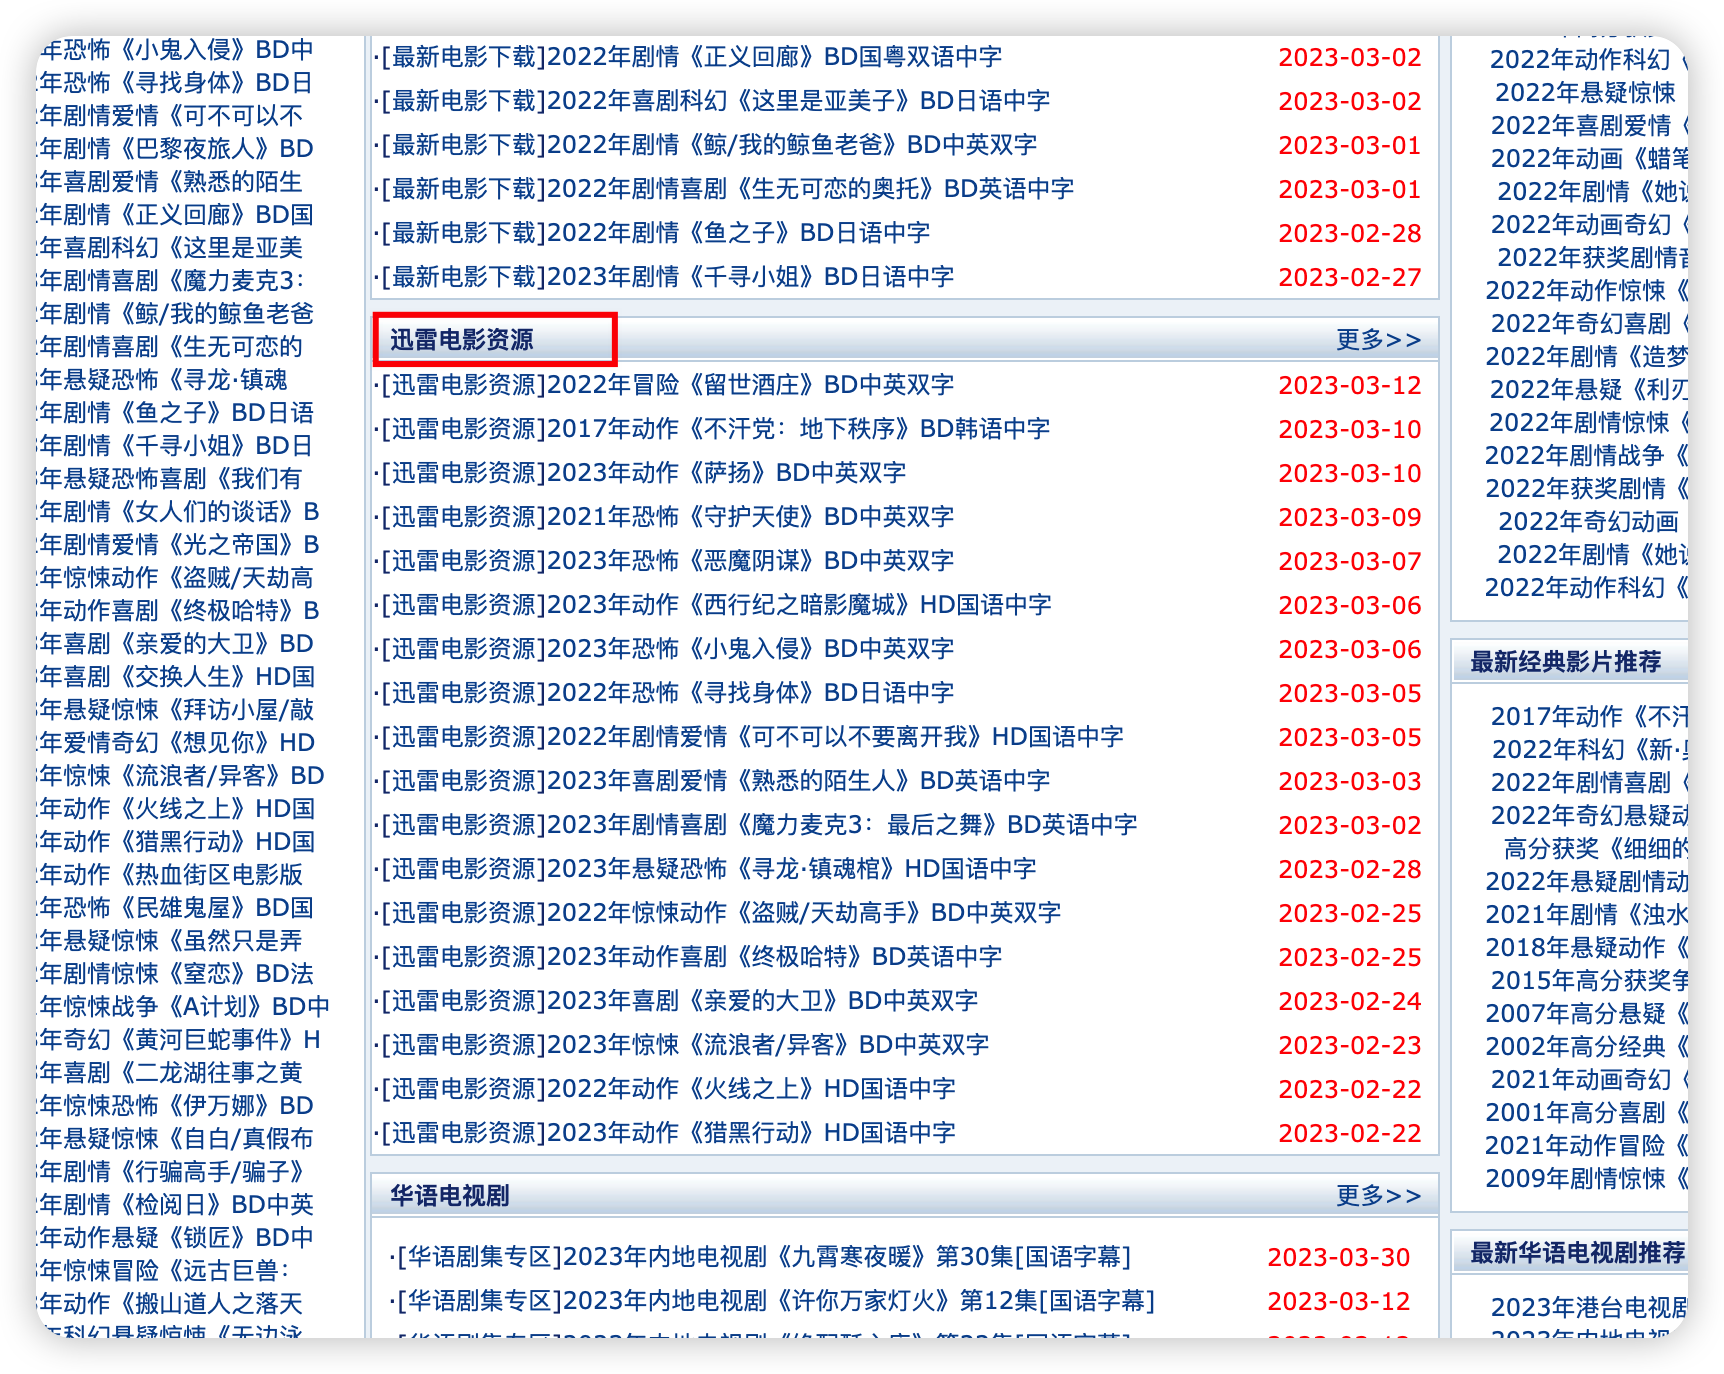 年恐怖《小鬼入侵》BD中
年恐怖《寻找身体》BD日
年剧情爱情《可不可以不
年剧情《巴黎夜旅人》BD
年喜剧爱情《熟悉的陌生
年剧情《正义回廊》BD国
年喜剧科幻《这里是亚美
年剧情喜剧《魔力麦克3：
年剧情《鲸/我的鲸鱼老爸
年剧情喜剧《生无可恋的
年悬疑恐怖《寻龙·镇魂
年剧情《鱼之子》BD日语
年剧情《千寻小姐》BD日
年悬疑恐怖喜剧《我们有
年剧情《女人们的谈话》B
年剧情爱情《光之帝国》B
年惊悚动作《盗贼/天劫高
年动作喜剧《终极哈特》B
年喜剧《亲爱的大卫》BD
年喜剧《交换人生》HD国
年悬疑惊悚《拜访小屋/敲
年爱情奇幻《想见你》HD
年惊悚《流浪者/异客》BD
年动作《火线之上》HD国
年动作《猎黑行动》HD国
年动作《热血街区电影版
年恐怖《民雄鬼屋》BD国
年悬疑惊悚《虽然只是弄
年剧情惊悚《窒恋》BD法
年惊悚战争《A计划》BD中
年奇幻《黄河巨蛇事件》H
年喜剧《二龙湖往事之黄
年惊悚恐怖《伊万娜》BD
年悬疑惊悚《自白/真假布
年剧情《行骗高手/骗子》
年剧情《检阅日》BD中英
年动作悬疑《锁匠》BD中
年惊悚冒险《远古巨兽：
年动作《搬山道人之落天
年科幻悬疑惊悚《无边泳
·[最新电影下载]2022年剧情《正义回廊》BD国粤双语中字 2023-03-02
·[最新电影下载]2022年喜剧科幻《这里是亚美子》BD日语中字 2023-03-02
·[最新电影下载]2022年剧情《鲸/我的鲸鱼老爸》BD中英双字 2023-03-01
·[最新电影下载]2022年剧情喜剧《生无可恋的奥托》BD英语中字 2023-03-01
·[最新电影下载]2022年剧情《鱼之子》BD日语中字 2023-02-28
·[最新电影下载]2023年剧情《千寻小姐》BD日语中字 2023-02-27
迅雷电影资源 更多>>
·[迅雷电影资源]2022年冒险《留世酒庄》BD中英双字 2023-03-12
·[迅雷电影资源]2017年动作《不汗党：地下秩序》BD韩语中字 2023-03-10
·[迅雷电影资源]2023年动作《萨扬》BD中英双字 2023-03-10
·[迅雷电影资源]2021年恐怖《守护天使》BD中英双字 2023-03-09
·[迅雷电影资源]2023年恐怖《恶魔阴谋》BD中英双字 2023-03-07
·[迅雷电影资源]2023年动作《西行纪之暗影魔城》HD国语中字 2023-03-06
·[迅雷电影资源]2023年恐怖《小鬼入侵》BD中英双字 2023-03-06
·[迅雷电影资源]2022年恐怖《寻找身体》BD日语中字 2023-03-05
·[迅雷电影资源]2022年剧情爱情《可不可以不要离开我》HD国语中字 2023-03-05
·[迅雷电影资源]2023年喜剧爱情《熟悉的陌生人》BD英语中字 2023-03-03
·[迅雷电影资源]2023年剧情喜剧《魔力麦克3：最后之舞》BD英语中字 2023-03-02
·[迅雷电影资源]2023年悬疑恐怖《寻龙·镇魂棺》HD国语中字 2023-02-28
·[迅雷电影资源]2022年惊悚动作《盗贼/天劫高手》BD中英双字 2023-02-25
·[迅雷电影资源]2023年动作喜剧《终极哈特》BD英语中字 2023-02-25
·[迅雷电影资源]2023年喜剧《亲爱的大卫》BD中英双字 2023-02-24
·[迅雷电影资源]2023年惊悚《流浪者/异客》BD中英双字 2023-02-23
·[迅雷电影资源]2022年动作《火线之上》HD国语中字 2023-02-22
·[迅雷电影资源]2023年动作《猎黑行动》HD国语中字 2023-02-22
华语电视剧 更多>>
·[华语剧集专区]2023年内地电视剧《九霄寒夜暖》第30集[国语字幕] 2023-03-30
·[华语剧集专区]2023年内地电视剧《许你万家灯火》第12集[国语字幕] 2023-03-12
2022年动作科幻《
2022年悬疑惊悚
2022年喜剧爱情《
2022年动画《蜡笔
2022年剧情《她说
2022年动画奇幻《
2022年获奖剧情音
2022年动作惊悚《
2022年奇幻喜剧《
2022年剧情《造梦
2022年悬疑《利刃
2022年剧情惊悚《
2022年剧情战争《
2022年获奖剧情《
2022年奇幻动画
2022年剧情《她说
2022年动作科幻《
最新经典影片推荐
2017年动作《不汗
2022年科幻《新·奥
2022年剧情喜剧《
2022年奇幻悬疑动
高分获奖《细细的
2022年悬疑剧情动
2021年剧情《浊水
2018年悬疑动作《
2015年高分获奖争
2007年高分悬疑《
2002年高分经典《
2021年动画奇幻《
2001年高分喜剧《
2021年动作冒险《
2009年剧情惊悚《
最新华语电视剧推荐
2023年港台电视剧
2023年内地电视